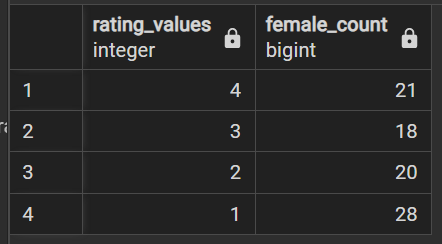 rating_values female_count
integer bigint
1 4 21
2 3 18
3 2 20
4 1 28